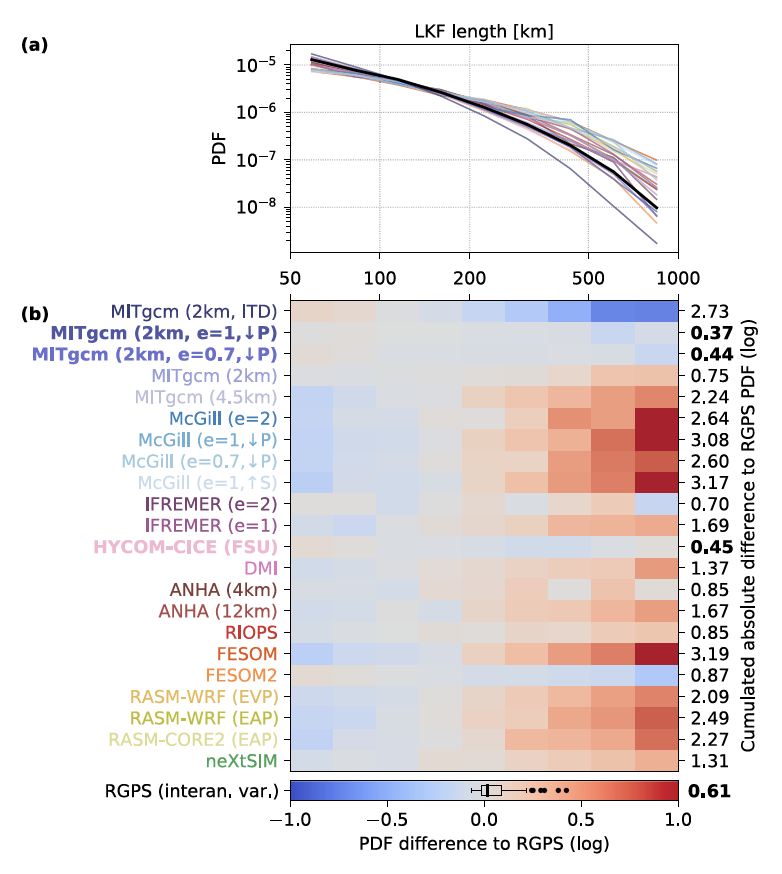 (a)
LKF length [km]
10⁻⁵
10⁻⁶
10⁻⁷
10⁻⁸
PDF
50 100 200 500 1000
(b)
MITgcm (2km, ITD) 2.73
MITgcm (2km, e=1,↓P) 0.37
MITgcm (2km, e=0.7,↓P) 0.44
MITgcm (2km) 0.75
MITgcm (4.5km) 2.24
McGill (e=2) 2.64
McGill (e=1,↓P) 3.08
McGill (e=0.7,↓P) 2.60
McGill (e=1,↑S) 3.17
IFREMER (e=2) 0.70
IFREMER (e=1) 1.69
HYCOM-CICE (FSU) 0.45
DMI 1.37
ANHA (4km) 0.85
ANHA (12km) 1.67
RIOPS 0.85
FESOM 3.19
FESOM2 0.87
RASM-WRF (EVP) 2.09
RASM-WRF (EAP) 2.49
RASM-CORE2 (EAP) 2.27
neXtSIM 1.31
Cumulated absolute difference to RGPS PDF (log)
RGPS (interan. var.) 0.61
−1.0 −0.5 0.0 0.5 1.0
PDF difference to RGPS (log)